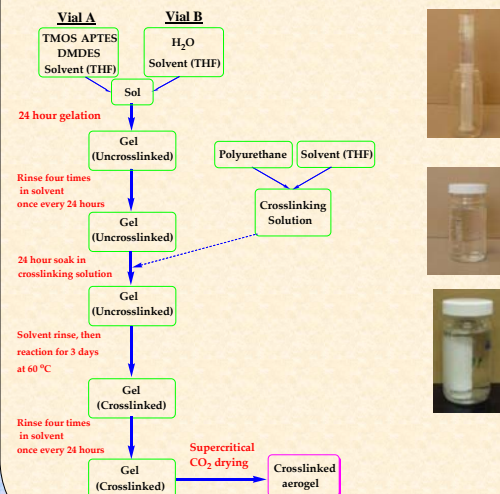 Vial A
Vial B
TMOS APTES
DMDES
Solvent (THF)
H₂O
Solvent (THF)
Sol
24 hour gelation
Gel
(Uncrosslinked)
Polyurethane
Solvent (THF)
Rinse four times
in solvent
once every 24 hours
Crosslinking
Solution
Gel
(Uncrosslinked)
24 hour soak in
crosslinking solution
Gel
(Uncrosslinked)
Solvent rinse, then
reaction for 3 days
at 60 °C
Gel
(Crosslinked)
Rinse four times
in solvent
once every 24 hours
Supercritical
CO₂ drying
Gel
(Crosslinked)
Crosslinked
aerogel